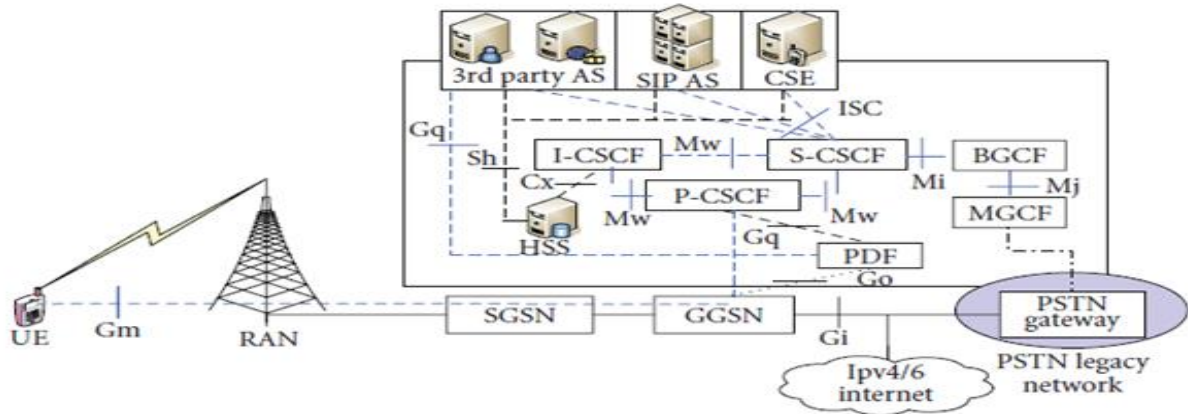 3rd party AS
SIP AS
CSE
ISC
Gq
Sh
I-CSCF
Mw
S-CSCF
Mi
BGCF
Cx
Mw
P-CSCF
Mw
Mj
MGCF
HSS
Gq
PDF
Go
UE
Gm
RAN
SGSN
GGSN
Gi
PSTN
gateway
Ipv4/6
internet
PSTN legacy
network